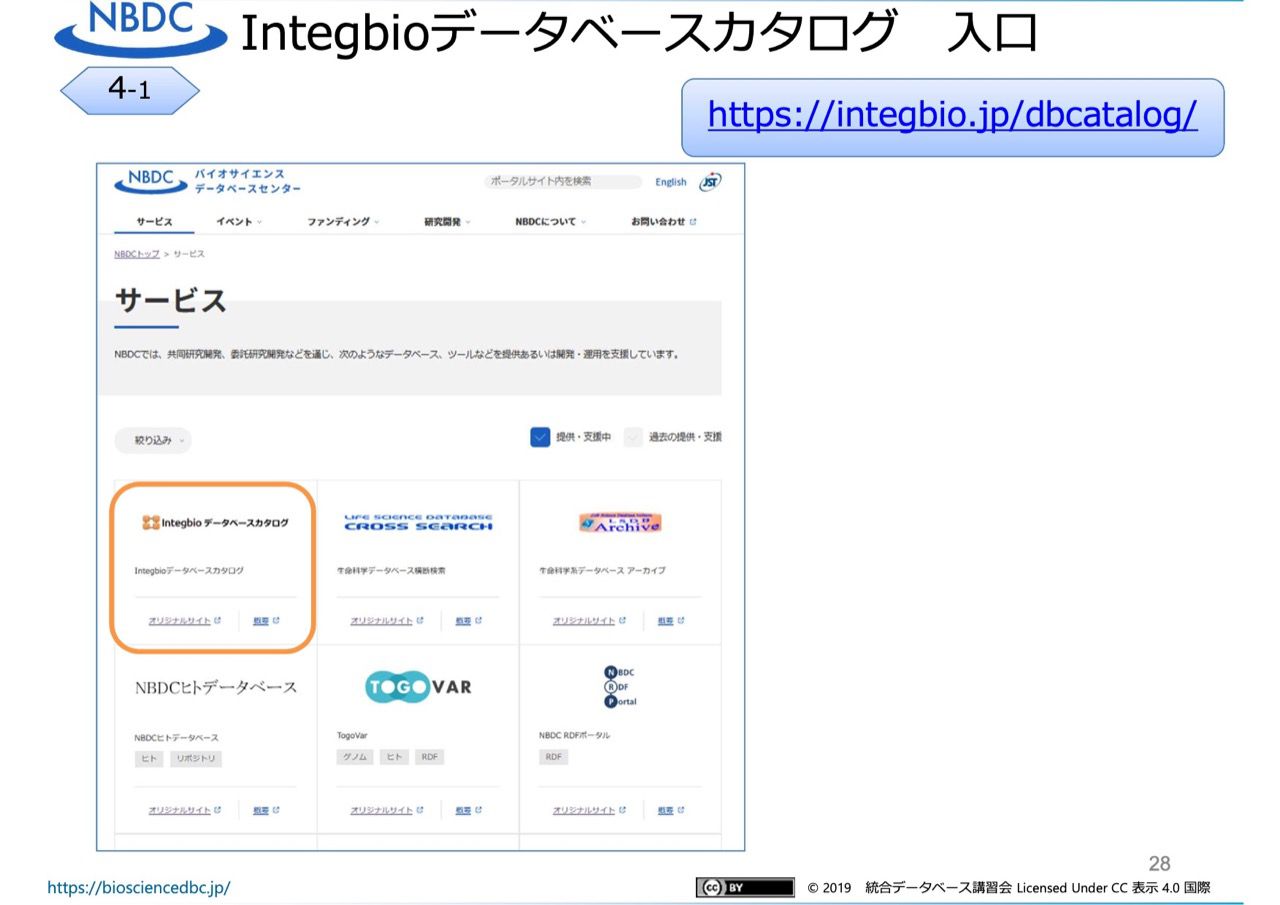 NBDC
Integbioデータベースカタログ　入口
4-1
https://integbio.jp/dbcatalog/
NBDC
バイオサイエンス
データベースセンター
ポータルサイト内を検索
English
JST
サービス
イベント
ファンディング
研究開発
NBDCについて
お問い合わせ
NBDCトップ > サービス
サービス
NBDCでは、共同研究開発、委託研究開発などを通じ、次のようなデータベース、ツールなどを提供あるいは開発・運用を支援しています。
絞り込み
提供・支援中
過去の提供・支援
Integbio データベースカタログ
Integbioデータベースカタログ
オリジナルサイト
概要
LIFE SCIENCE DATABASE
CROSS SEARCH
生命科学データベース横断検索
オリジナルサイト
概要
LSDB
Archive
生命科学系データベース アーカイブ
オリジナルサイト
概要
NBDCヒトデータベース
NBDCヒトデータベース
ヒト
リポジトリ
オリジナルサイト
概要
TOGOVAR
TogoVar
ゲノム
ヒト
RDF
オリジナルサイト
概要
NBDC
RDF
Portal
NBDC RDFポータル
RDF
オリジナルサイト
概要
28
https://biosciencedbc.jp/
cc BY
© 2019　統合データベース講習会 Licensed Under CC 表示 4.0 国際